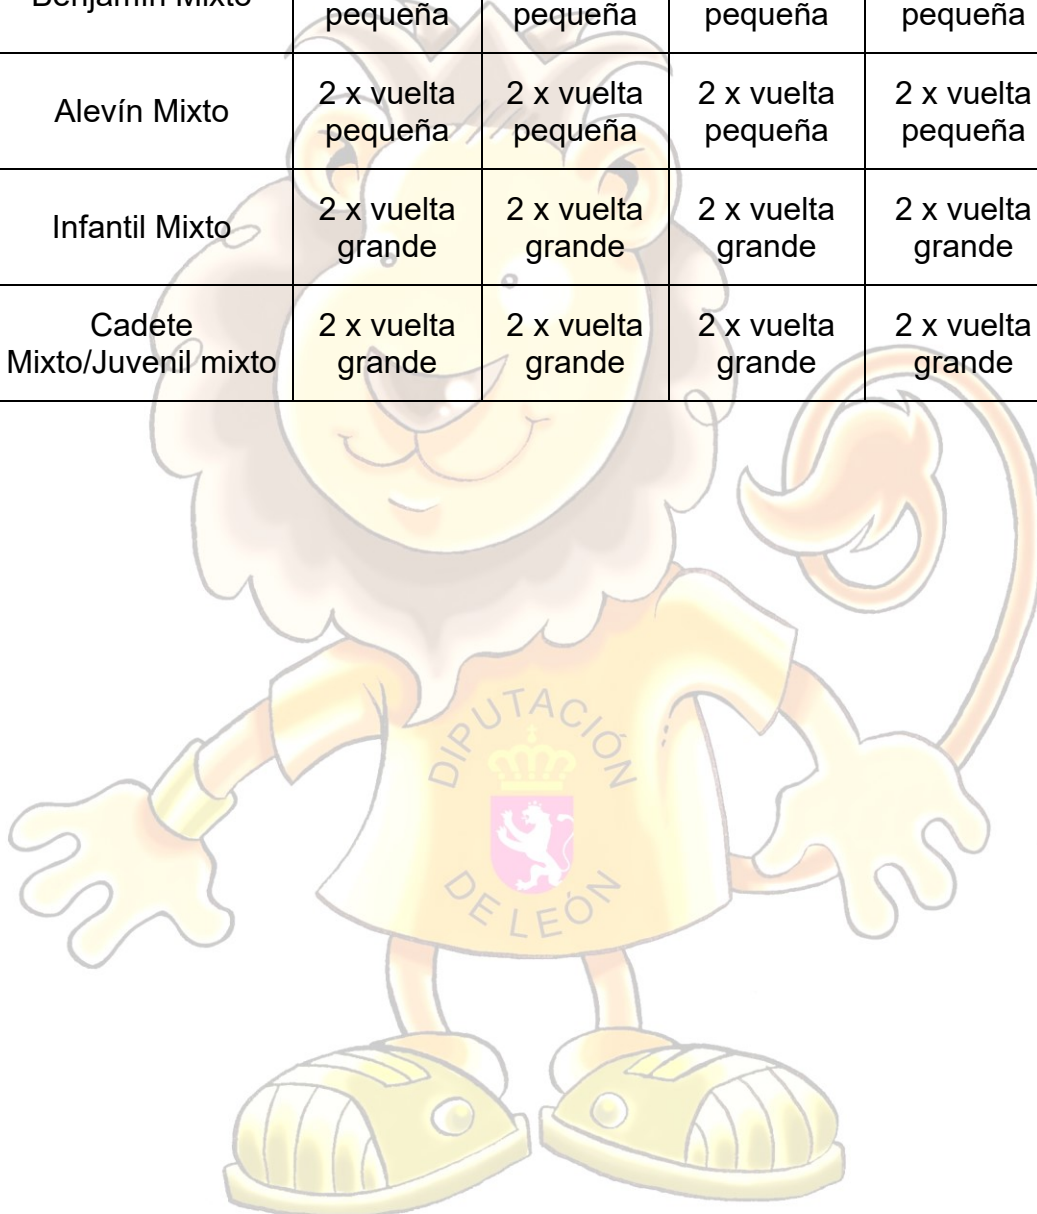 Benjamín Mixto pequeña pequeña pequeña pequeña
Alevín Mixto 2 x vuelta pequeña 2 x vuelta pequeña 2 x vuelta pequeña 2 x vuelta pequeña
Infantil Mixto 2 x vuelta grande 2 x vuelta grande 2 x vuelta grande 2 x vuelta grande
Cadete Mixto/Juvenil mixto 2 x vuelta grande 2 x vuelta grande 2 x vuelta grande 2 x vuelta grande
DIPUTACIÓN
DE LEÓN